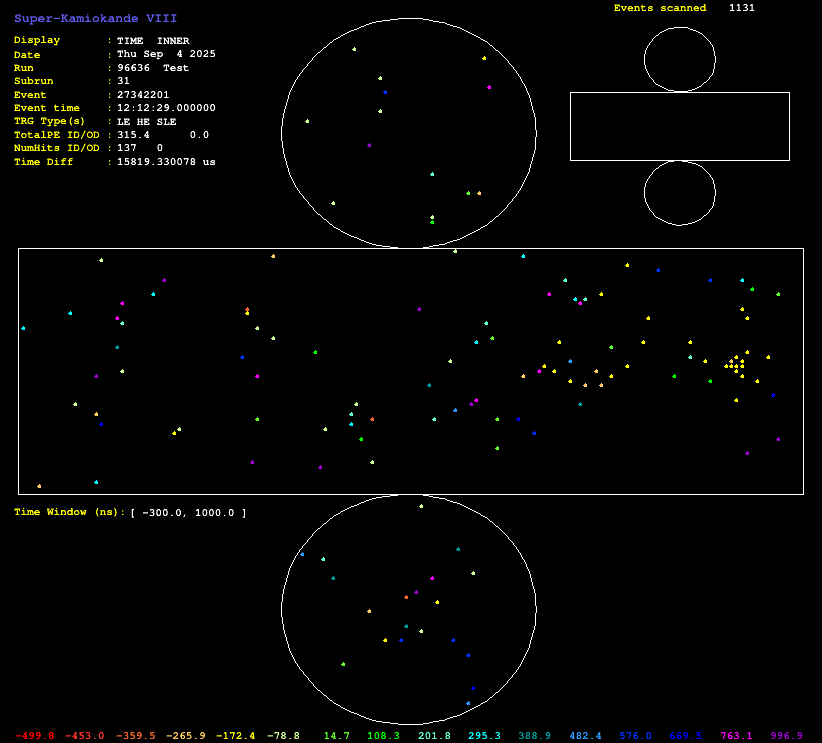 Super-Kamiokande VIII
Events scanned 1131
Display : TIME INNER
Date : Thu Sep 4 2025
Run : 96636 Test
Subrun : 31
Event : 27342201
Event time : 12:12:29.000000
TRG Type(s) : LE HE SLE
TotalPE ID/OD : 315.4 0.0
NumHits ID/OD : 137 0
Time Diff : 15819.330078 us
Time Window (ns): [ -300.0, 1000.0 ]
-499.8 -453.0 -359.5 -265.9 -172.4 -78.8 14.7 108.3 201.8 295.3 388.9 482.4 576.0 669.5 763.1 996.9